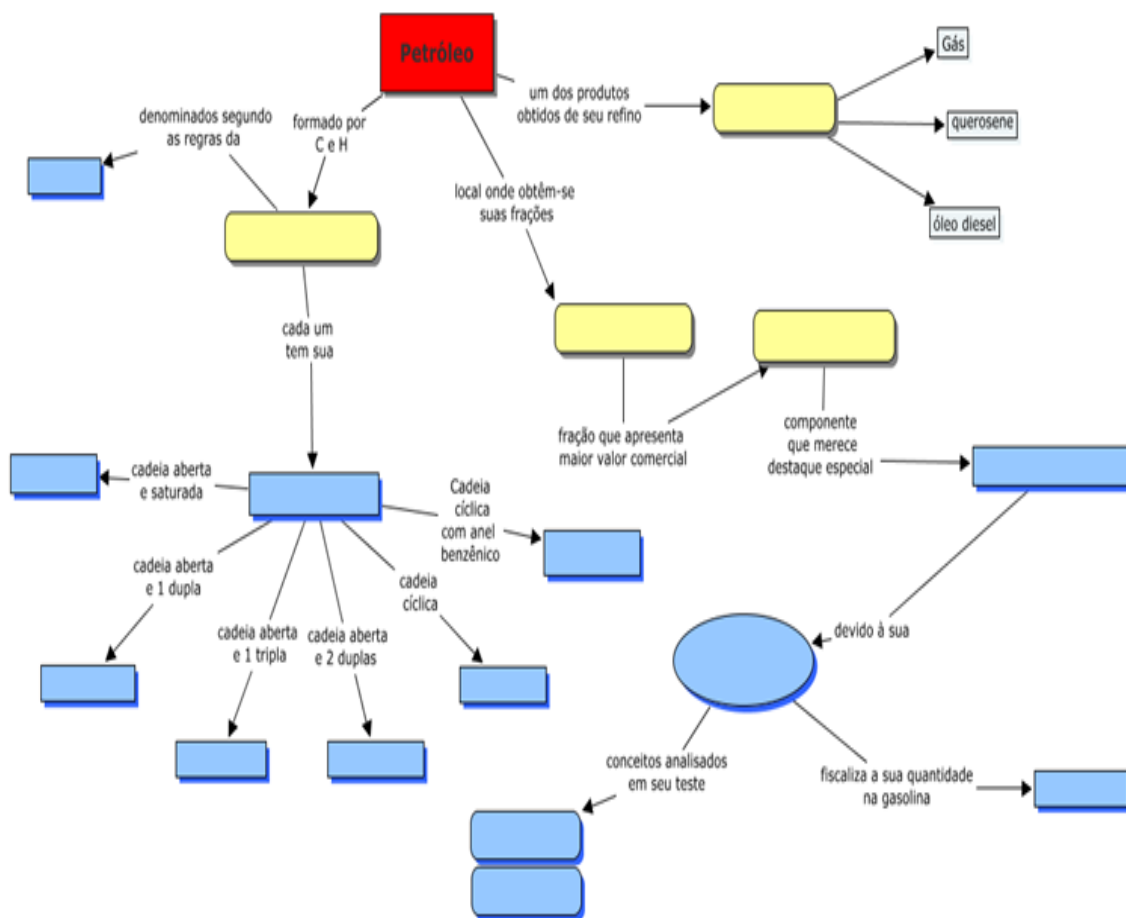 Petróleo
Gás
um dos produtos
obtidos de seu refino
querosene
óleo diesel
denominados segundo
as regras da
formado por
C e H
local onde obtêm-se
suas frações
cada um
tem sua
fração que apresenta
maior valor comercial
componente
que merece
destaque especial
cadeia aberta
e saturada
Cadeia
cíclica
com anel
benzênico
cadeia aberta
e 1 dupla
cadeia aberta
e 1 tripla
cadeia aberta
e 2 duplas
cadeia
cíclica
devido à sua
conceitos analisados
em seu teste
fiscaliza a sua quantidade
na gasolina